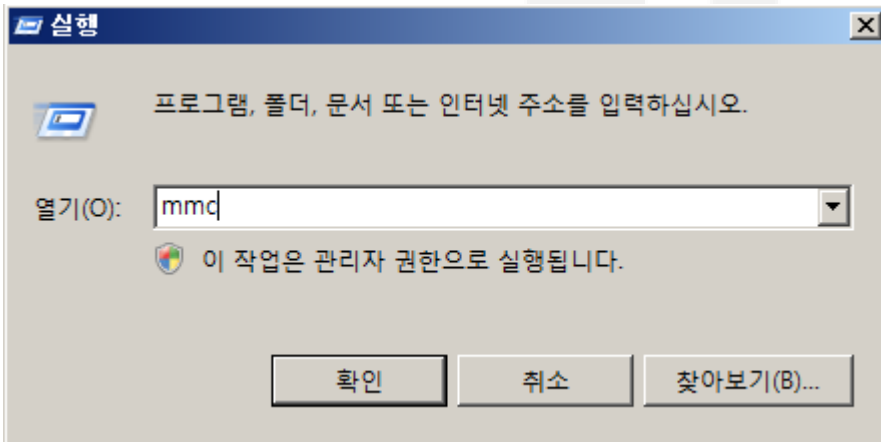 실행
프로그램, 폴더, 문서 또는 인터넷 주소를 입력하십시오.
열기(O): mmc
이 작업은 관리자 권한으로 실행됩니다.
확인 취소 찾아보기(B)...